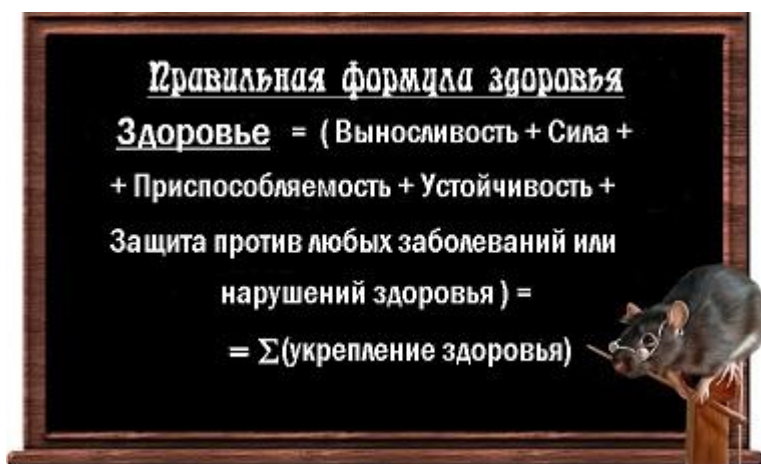 Правильная формула здоровья
Здоровье = ( Выносливость + Сила +
+ Приспособляемость + Устойчивость +
Защита против любых заболеваний или
нарушений здоровья ) =
= Σ(укрепление здоровья)